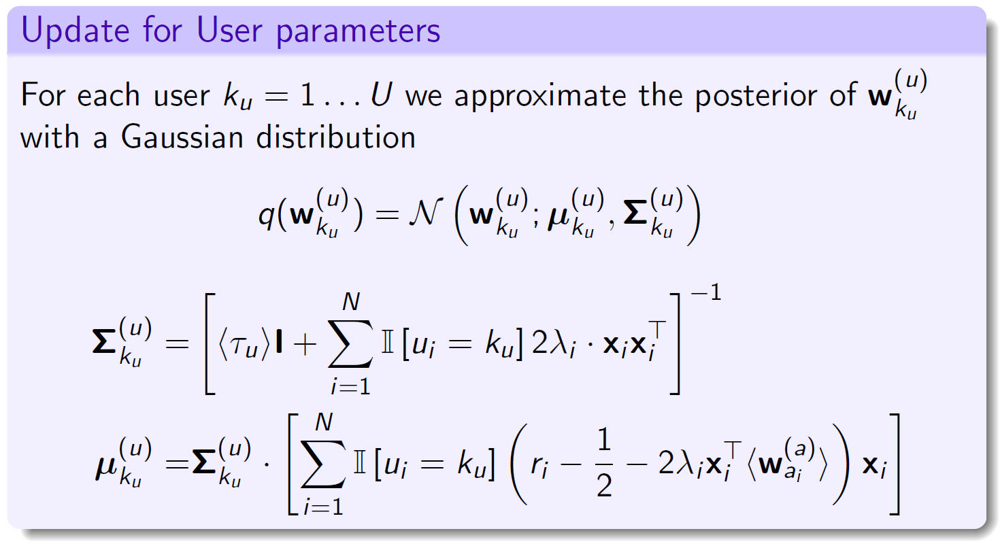 Update for User parameters
For each user $k_u = 1 \ldots U$ we approximate the posterior of $\mathbf{w}_{k_u}^{(u)}$
with a Gaussian distribution
$q(\mathbf{w}_{k_u}^{(u)}) = \mathcal{N}\left(\mathbf{w}_{k_u}^{(u)}; \boldsymbol{\mu}_{k_u}^{(u)}, \boldsymbol{\Sigma}_{k_u}^{(u)}\right)$
$\boldsymbol{\Sigma}_{k_u}^{(u)} = \left[\langle \tau_u \rangle \mathbf{I} + \sum_{i=1}^{N} \mathbb{I}\left[u_i = k_u\right] 2\lambda_i \cdot \mathbf{x}_i \mathbf{x}_i^\top\right]^{-1}$
$\boldsymbol{\mu}_{k_u}^{(u)} = \boldsymbol{\Sigma}_{k_u}^{(u)} \cdot \left[\sum_{i=1}^{N} \mathbb{I}\left[u_i = k_u\right] \left(r_i - \frac{1}{2} - 2\lambda_i \mathbf{x}_i^\top \langle \mathbf{w}_{a_i}^{(a)} \rangle\right) \mathbf{x}_i\right]$